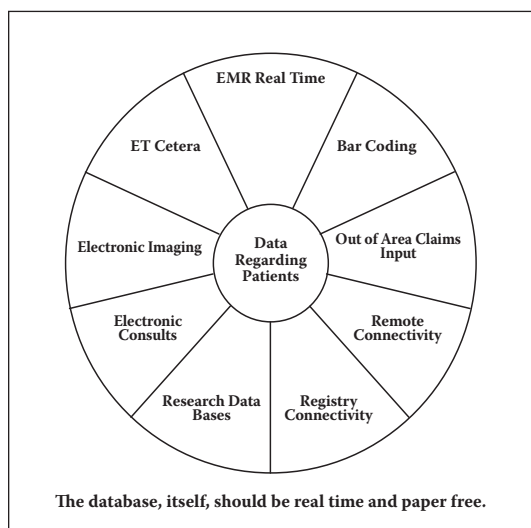 EMR Real Time
Bar Coding
Out of Area Claims
Input
Remote
Connectivity
Registry
Connectivity
Research Data
Bases
Electronic
Consults
Electronic Imaging
ET Cetera
Data
Regarding
Patients
The database, itself, should be real time and paper free.